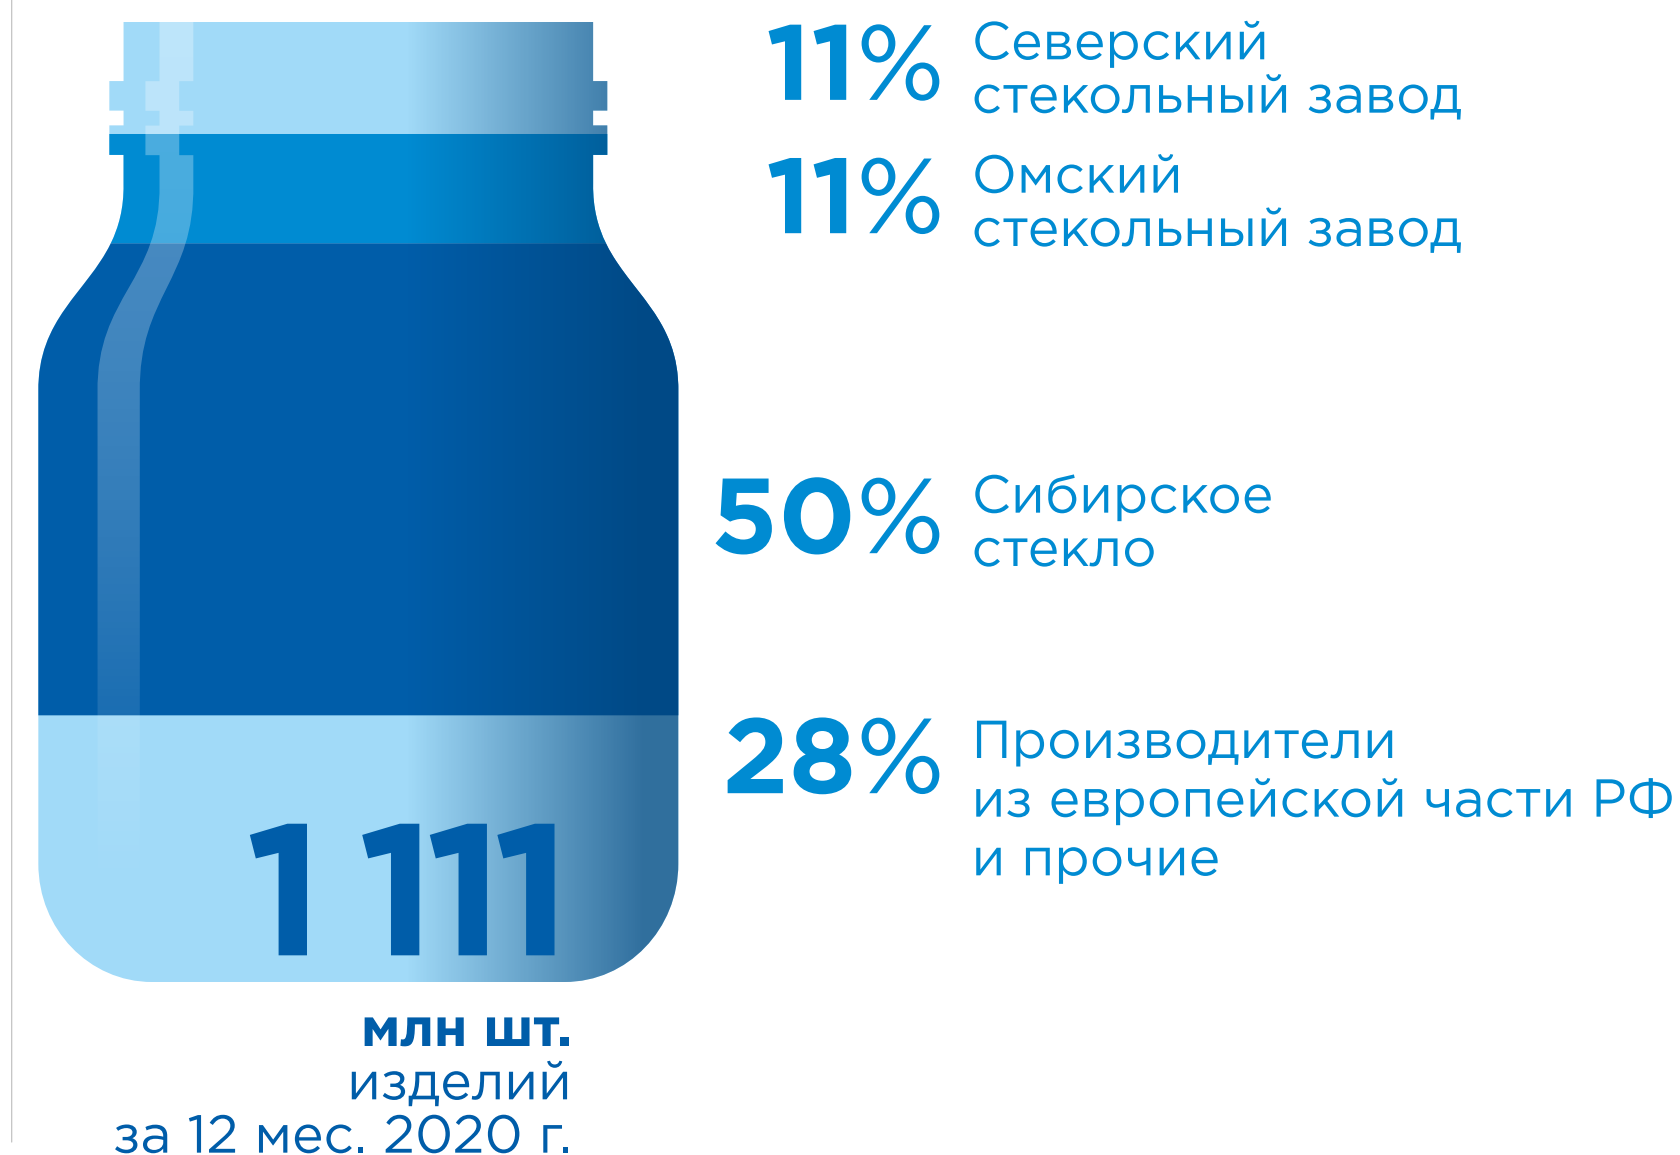 11% Северский
стекольный завод
11% Омский
стекольный завод
50% Сибирское
стекло
28% Производители
из европейской части РФ
и прочие
1 111
млн шт.
изделий
за 12 мес. 2020 г.